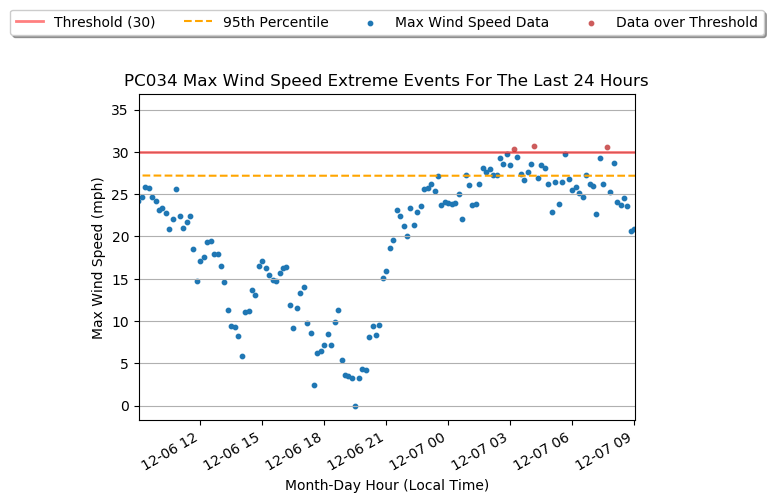 Threshold (30) 95th Percentile Max Wind Speed Data Data over Threshold
PC034 Max Wind Speed Extreme Events For The Last 24 Hours
Max Wind Speed (mph)
35
30
25
20
15
10
5
0
12-06 12 12-06 15 12-06 18 12-06 21 12-07 00 12-07 03 12-07 06 12-07 09
Month-Day Hour (Local Time)